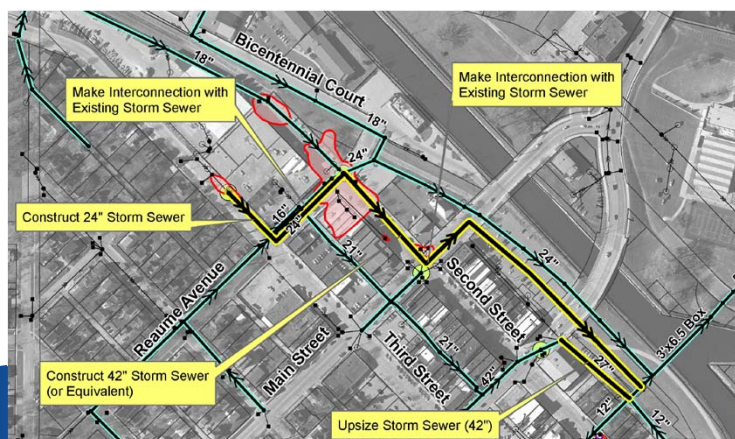 18"
Bicentennial Court
Make Interconnection with
Existing Storm Sewer
Make Interconnection with
Existing Storm Sewer
18"
24"
Construct 24" Storm Sewer
16"
24"
21"
24"
Reaume Avenue
Second Street
Main Street
Third Street
21"
3'x6.5' Box
27"
42"
Construct 42" Storm Sewer
(or Equivalent)
Upsize Storm Sewer (42")
12"
12"